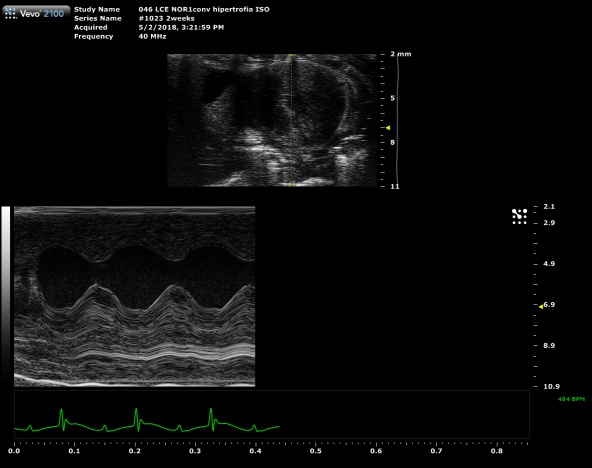 Vevo 2100
Study Name 046 LCE NOR1conv hipertrofia ISO
Series Name #1023 2weeks
Acquired 5/2/2018, 3:21:59 PM
Frequency 40 MHz
2 mm
5
8
11
2.1
2.9
4.9
6.9
8.9
10.9
484 BPM
0.0 0.1 0.2 0.3 0.4 0.5 0.6 0.7 0.8